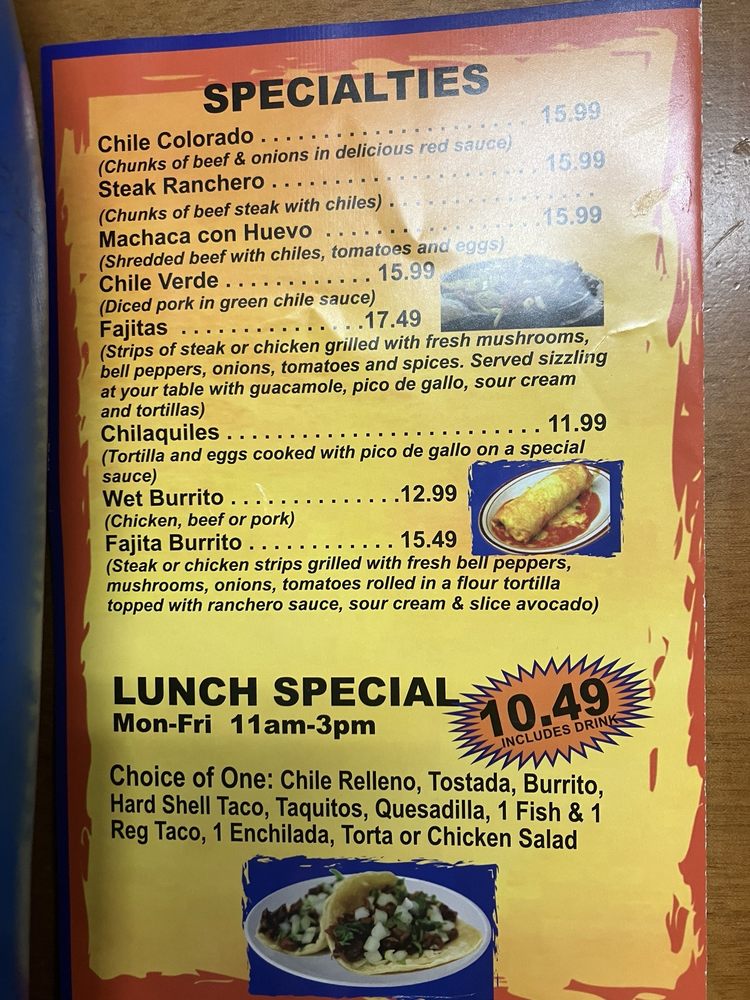 SPECIALTIES
Chile Colorado . . . . . . . . . . . . . . . . . . . . . 15.99
(Chunks of beef & onions in delicious red sauce)
Steak Ranchero . . . . . . . . . . . . . . . . . . . . 15.99
(Chunks of beef steak with chiles) . . . . . . . . . . . . . .
Machaca con Huevo . . . . . . . . . . . . . . . . 15.99
(Shredded beef with chiles, tomatoes and eggs)
Chile Verde . . . . . . . . . . . . 15.99
(Diced pork in green chile sauce)
Fajitas . . . . . . . . . . . . . . .17.49
(Strips of steak or chicken grilled with fresh mushrooms,
bell peppers, onions, tomatoes and spices. Served sizzling
at your table with guacamole, pico de gallo, sour cream
and tortillas)
Chilaquiles . . . . . . . . . . . . . . . . . . . . . . . . . 11.99
(Tortilla and eggs cooked with pico de gallo on a special
sauce)
Wet Burrito . . . . . . . . . . . . . .12.99
(Chicken, beef or pork)
Fajita Burrito . . . . . . . . . . . . 15.49
(Steak or chicken strips grilled with fresh bell peppers,
mushrooms, onions, tomatoes rolled in a flour tortilla
topped with ranchero sauce, sour cream & slice avocado)
LUNCH SPECIAL
Mon-Fri 11am-3pm
10.49
INCLUDES DRINK
Choice of One: Chile Relleno, Tostada, Burrito,
Hard Shell Taco, Taquitos, Quesadilla, 1 Fish & 1
Reg Taco, 1 Enchilada, Torta or Chicken Salad